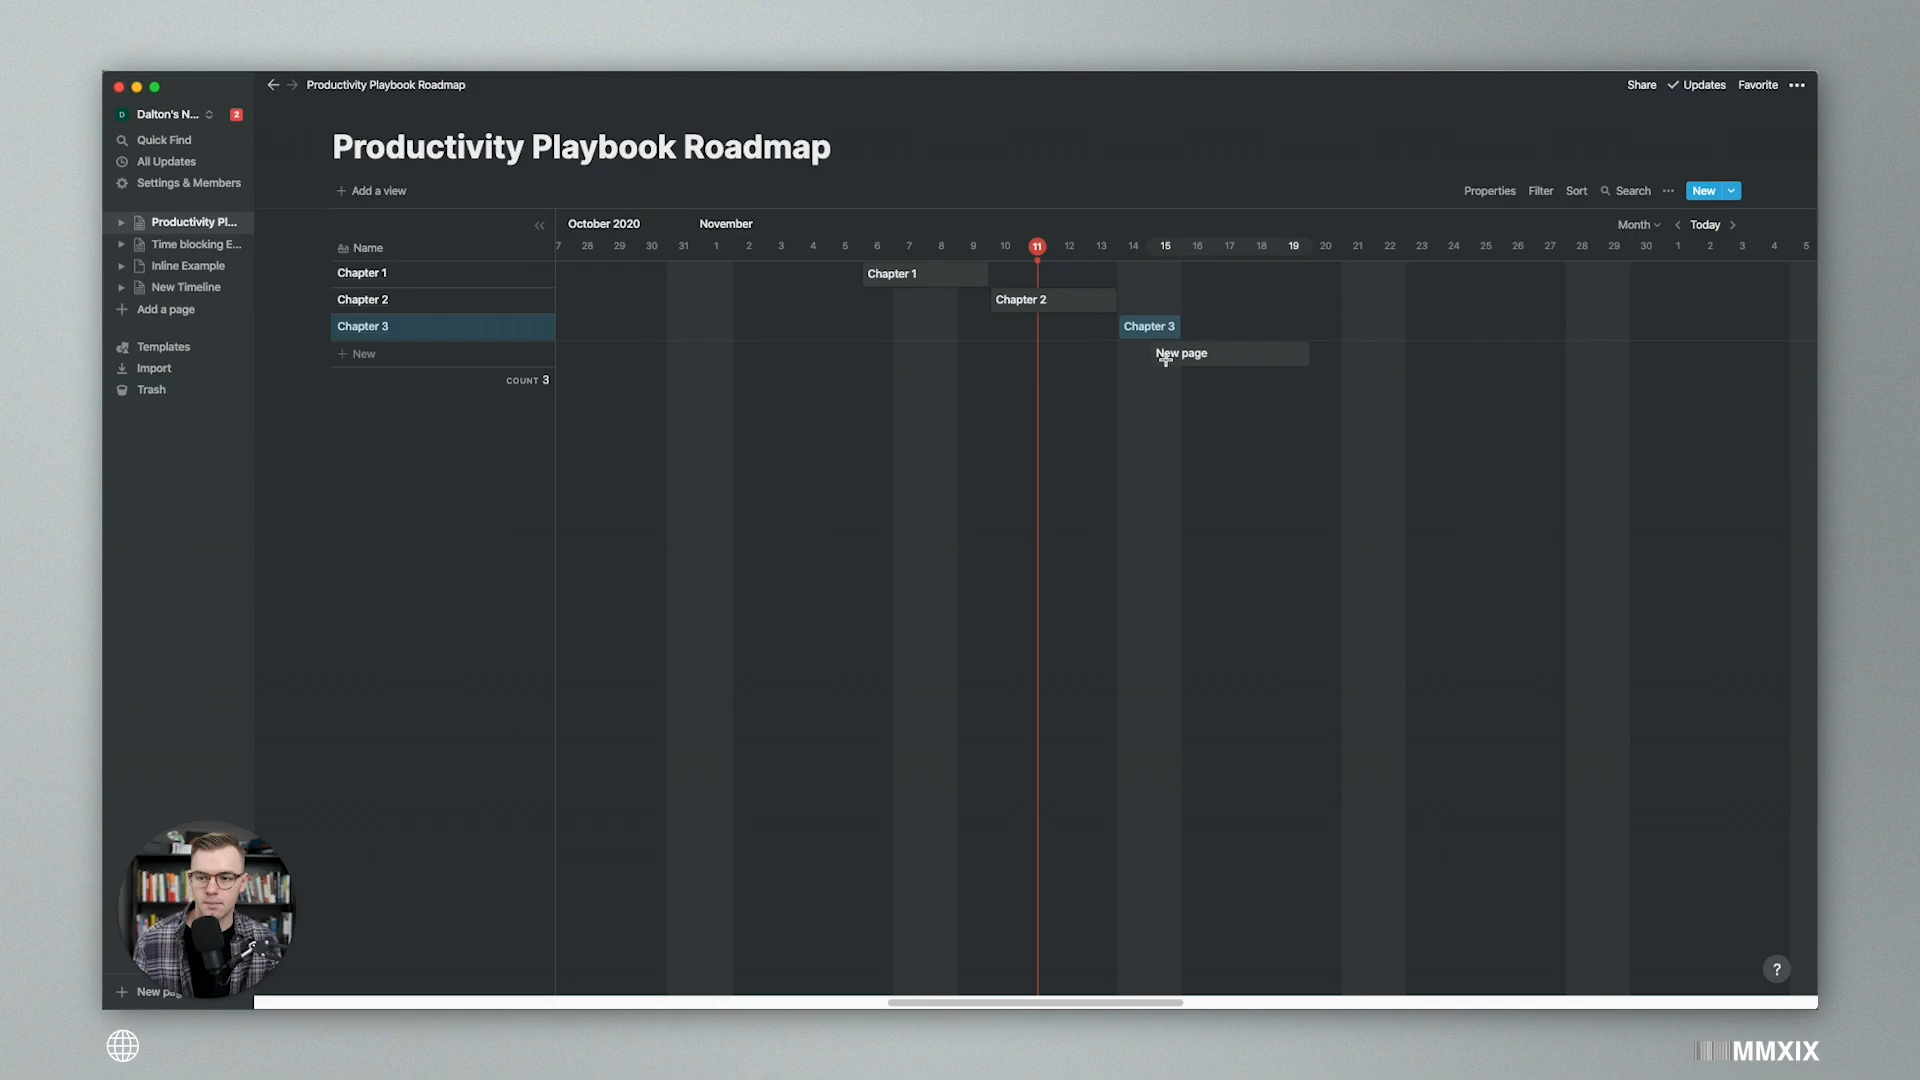 Productivity Playbook Roadmap
Share Updates Favorite
D Dalton's N... 2
Quick Find
All Updates
Settings & Members
Productivity Pl...
Time blocking E...
Inline Example
New Timeline
Add a page
Templates
Import
Trash
Productivity Playbook Roadmap
Add a view
Properties Filter Sort Search New
October 2020 November Month Today
7 28 29 30 31 1 2 3 4 5 6 7 8 9 10 11 12 13 14 15 16 17 18 19 20 21 22 23 24 25 26 27 28 29 30 1 2 3 4 5
Aa Name
Chapter 1 Chapter 1
Chapter 2 Chapter 2
Chapter 3 Chapter 3
New New page
COUNT 3
?
New
MMXIX